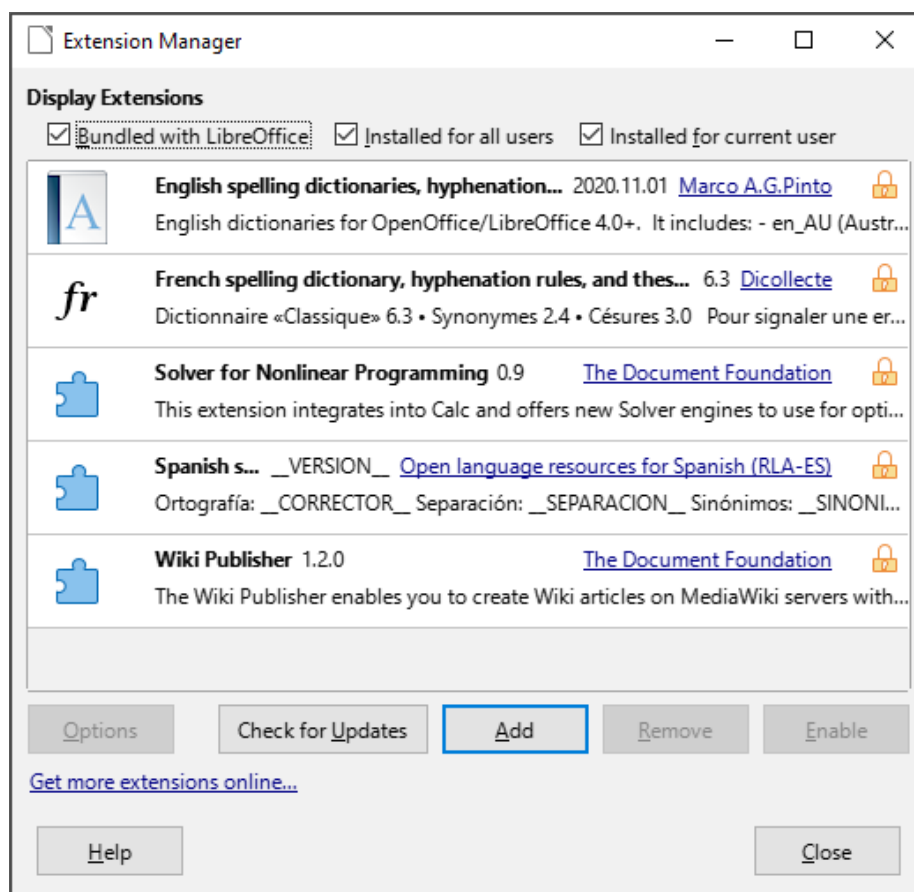 Extension Manager
Display Extensions
Bundled with LibreOffice Installed for all users Installed for current user
English spelling dictionaries, hyphenation... 2020.11.01 Marco A.G.Pinto
A English dictionaries for OpenOffice/LibreOffice 4.0+. It includes: - en_AU (Austr...
French spelling dictionary, hyphenation rules, and thes... 6.3 Dicollecte
fr Dictionnaire «Classique» 6.3 • Synonymes 2.4 • Césures 3.0 Pour signaler une er...
Solver for Nonlinear Programming 0.9 The Document Foundation
This extension integrates into Calc and offers new Solver engines to use for opti...
Spanish s... __VERSION__ Open language resources for Spanish (RLA-ES)
Ortografía: __CORRECTOR__ Separación: __SEPARACION__ Sinónimos: __SINONI...
Wiki Publisher 1.2.0 The Document Foundation
The Wiki Publisher enables you to create Wiki articles on MediaWiki servers with...
Options Check for Updates Add Remove Enable
Get more extensions online...
Help Close